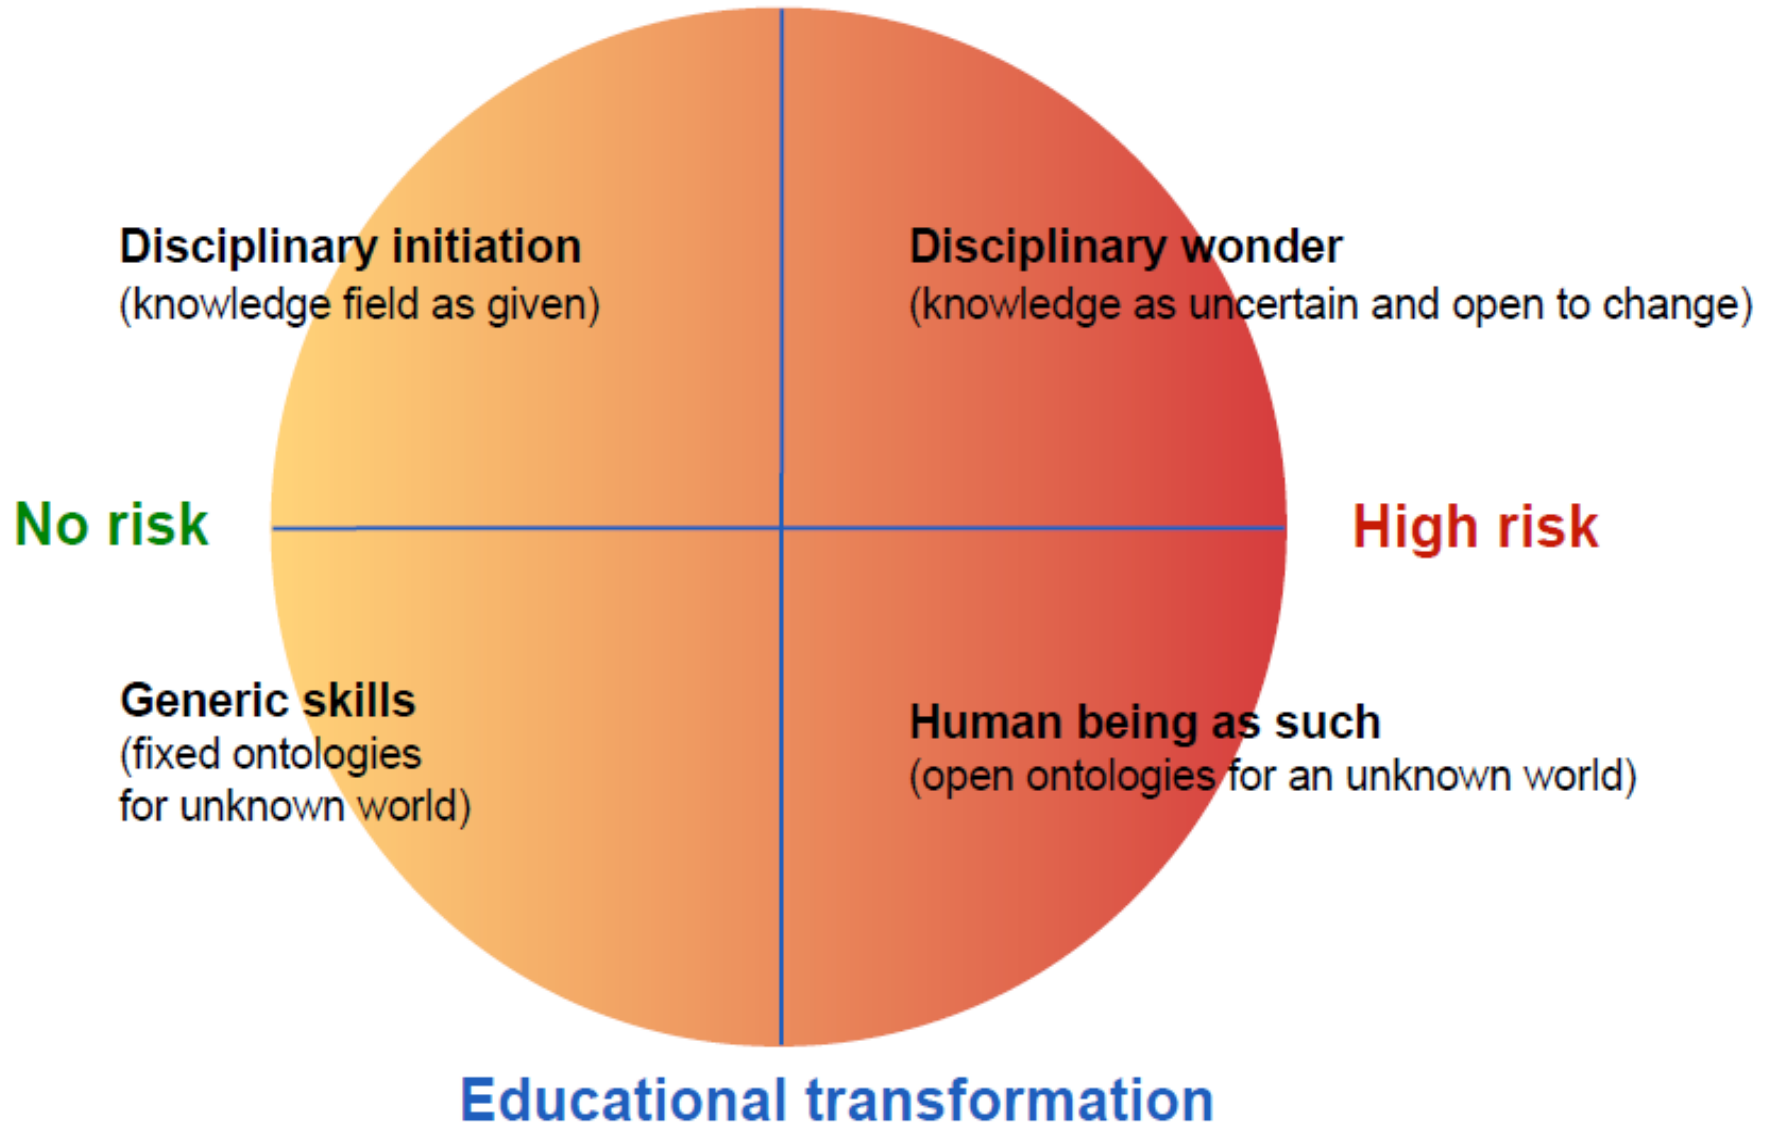 Disciplinary initiation
(knowledge field as given)
Disciplinary wonder
(knowledge as uncertain and open to change)
No risk
High risk
Generic skills
(fixed ontologies
for unknown world)
Human being as such
(open ontologies for an unknown world)
Educational transformation